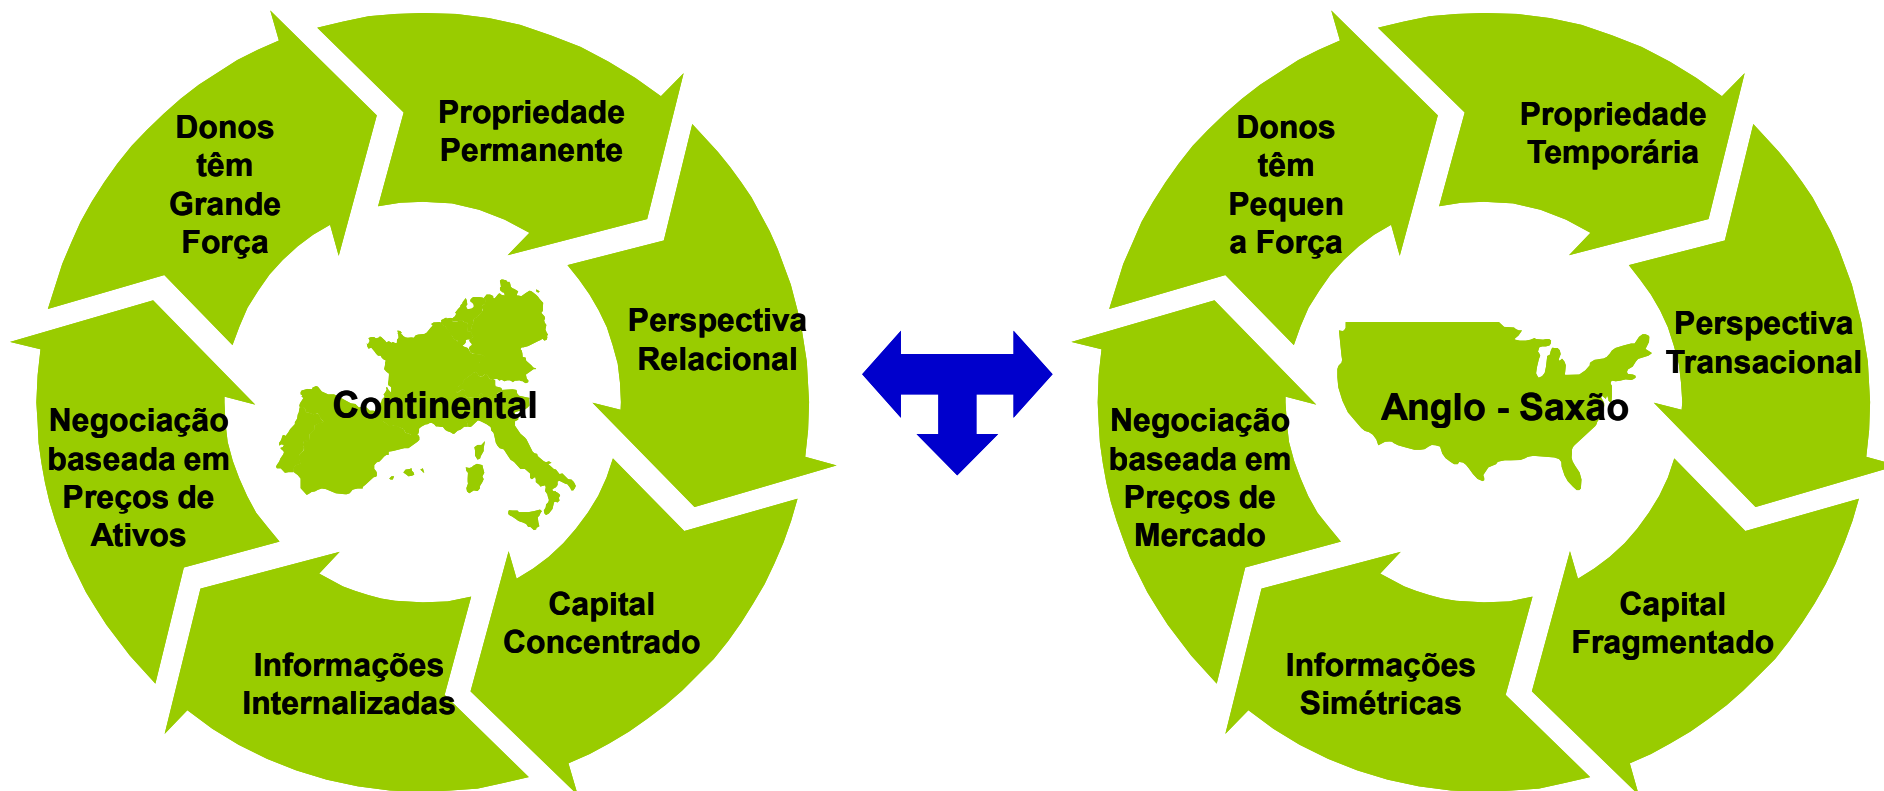 Donos
têm
Grande
Força
Propriedade
Permanente
Perspectiva
Relacional
Capital
Concentrado
Informações
Internalizadas
Negociação
baseada em
Preços de
Ativos
Continental
Donos
têm
Pequen
a Força
Propriedade
Temporária
Perspectiva
Transacional
Capital
Fragmentado
Informações
Simétricas
Negociação
baseada em
Preços de
Mercado
Anglo - Saxão